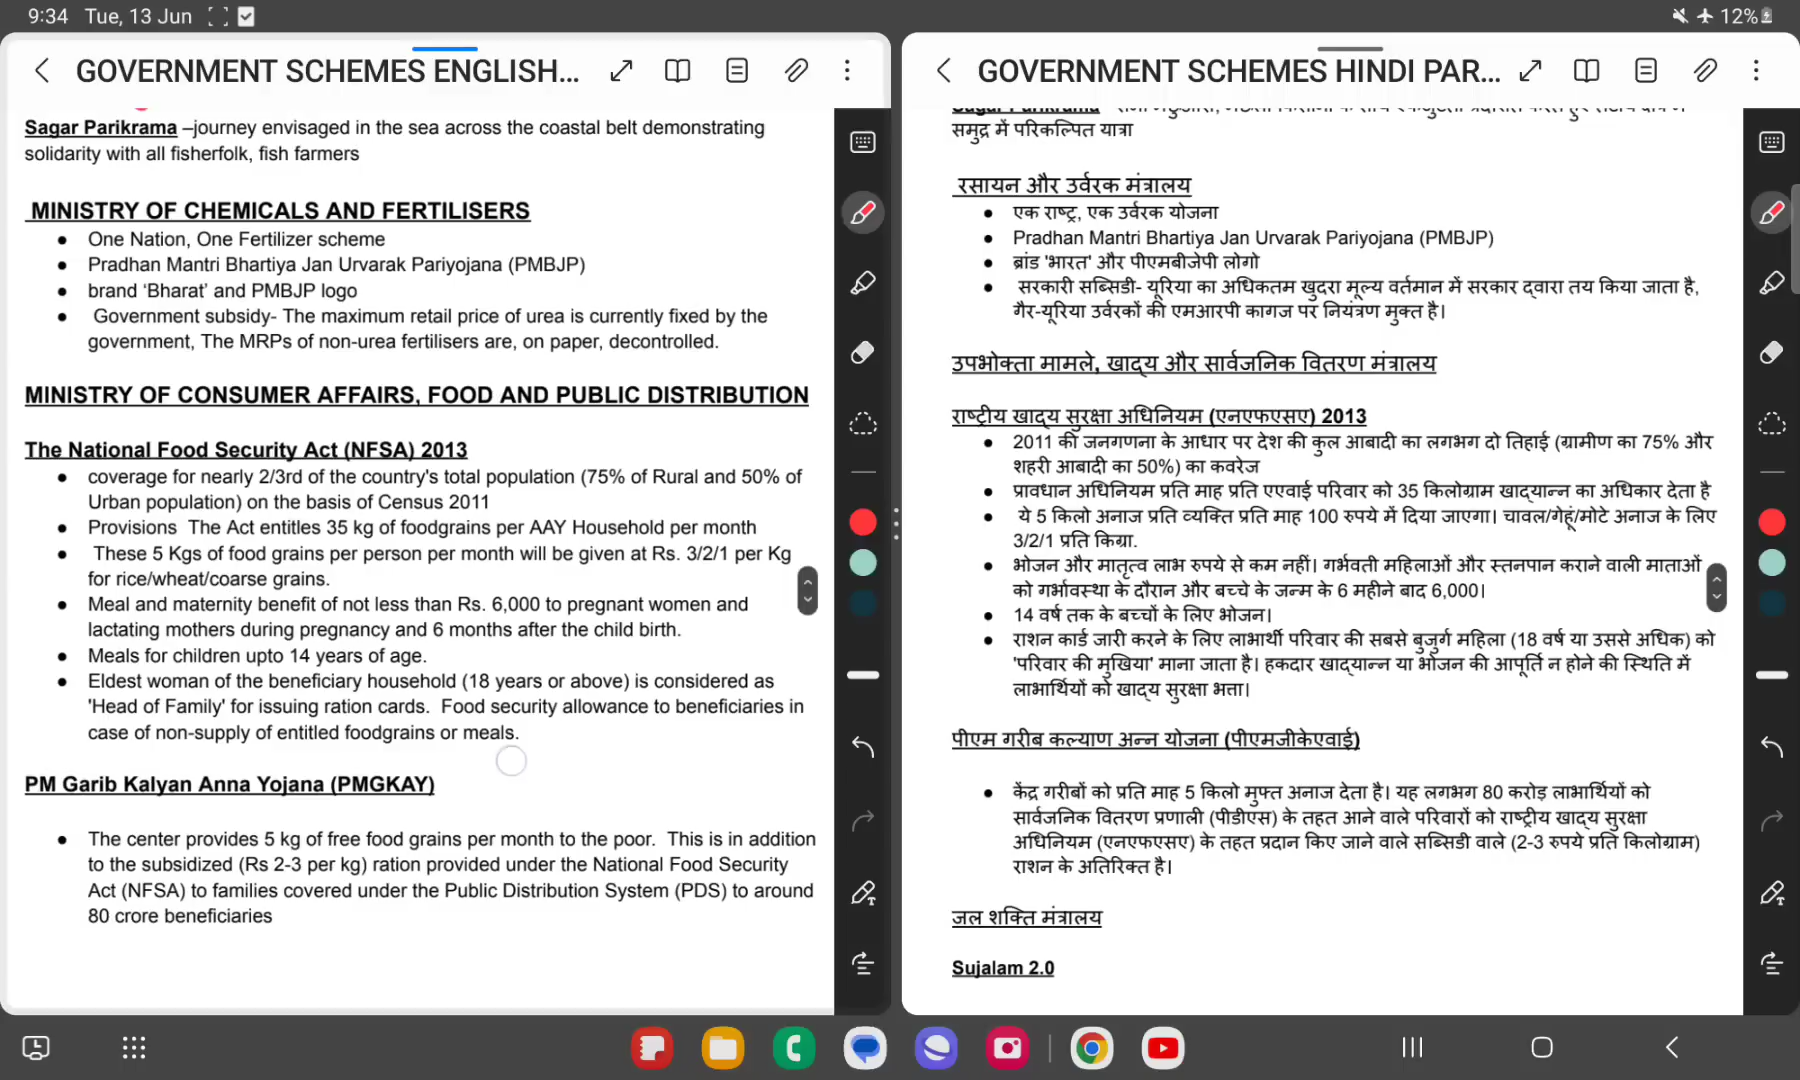 9:34 Tue, 13 Jun
12%
GOVERNMENT SCHEMES ENGLISH...
Sagar Parikrama –journey envisaged in the sea across the coastal belt demonstrating
solidarity with all fisherfolk, fish farmers
MINISTRY OF CHEMICALS AND FERTILISERS
● One Nation, One Fertilizer scheme
● Pradhan Mantri Bhartiya Jan Urvarak Pariyojana (PMBJP)
● brand ‘Bharat’ and PMBJP logo
● Government subsidy- The maximum retail price of urea is currently fixed by the
government, The MRPs of non-urea fertilisers are, on paper, decontrolled.
MINISTRY OF CONSUMER AFFAIRS, FOOD AND PUBLIC DISTRIBUTION
The National Food Security Act (NFSA) 2013
● coverage for nearly 2/3rd of the country's total population (75% of Rural and 50% of
Urban population) on the basis of Census 2011
● Provisions The Act entitles 35 kg of foodgrains per AAY Household per month
● These 5 Kgs of food grains per person per month will be given at Rs. 3/2/1 per Kg
for rice/wheat/coarse grains.
● Meal and maternity benefit of not less than Rs. 6,000 to pregnant women and
lactating mothers during pregnancy and 6 months after the child birth.
● Meals for children upto 14 years of age.
● Eldest woman of the beneficiary household (18 years or above) is considered as
'Head of Family' for issuing ration cards. Food security allowance to beneficiaries in
case of non-supply of entitled foodgrains or meals.
PM Garib Kalyan Anna Yojana (PMGKAY)
● The center provides 5 kg of free food grains per month to the poor. This is in addition
to the subsidized (Rs 2-3 per kg) ration provided under the National Food Security
Act (NFSA) to families covered under the Public Distribution System (PDS) to around
80 crore beneficiaries
GOVERNMENT SCHEMES HINDI PAR...
Sagar Parikrama
समुद्र में परिकल्पित यात्रा
रसायन और उर्वरक मंत्रालय
● एक राष्ट्र, एक उर्वरक योजना
● Pradhan Mantri Bhartiya Jan Urvarak Pariyojana (PMBJP)
● ब्रांड 'भारत' और पीएमबीजेपी लोगो
● सरकारी सब्सिडी- यूरिया का अधिकतम खुदरा मूल्य वर्तमान में सरकार द्वारा तय किया जाता है,
गैर-यूरिया उर्वरकों की एमआरपी कागज पर नियंत्रण मुक्त है।
उपभोक्ता मामले, खाद्य और सार्वजनिक वितरण मंत्रालय
राष्ट्रीय खाद्य सुरक्षा अधिनियम (एनएफएसए) 2013
● 2011 की जनगणना के आधार पर देश की कुल आबादी का लगभग दो तिहाई (ग्रामीण का 75% और
शहरी आबादी का 50%) का कवरेज
● प्रावधान अधिनियम प्रति माह प्रति एएवाई परिवार को 35 किलोग्राम खाद्यान्न का अधिकार देता है
● ये 5 किलो अनाज प्रति व्यक्ति प्रति माह 100 रुपये में दिया जाएगा। चावल/गेहूं/मोटे अनाज के लिए
3/2/1 प्रति किग्रा.
● भोजन और मातृत्व लाभ रुपये से कम नहीं। गर्भवती महिलाओं और स्तनपान कराने वाली माताओं
को गर्भावस्था के दौरान और बच्चे के जन्म के 6 महीने बाद 6,000।
● 14 वर्ष तक के बच्चों के लिए भोजन।
● राशन कार्ड जारी करने के लिए लाभार्थी परिवार की सबसे बुजुर्ग महिला (18 वर्ष या उससे अधिक) को
'परिवार की मुखिया' माना जाता है। हकदार खाद्यान्न या भोजन की आपूर्ति न होने की स्थिति में
लाभार्थियों को खाद्य सुरक्षा भत्ता।
पीएम गरीब कल्याण अन्न योजना (पीएमजीकेएवाई)
● केंद्र गरीबों को प्रति माह 5 किलो मुफ्त अनाज देता है। यह लगभग 80 करोड़ लाभार्थियों को
सार्वजनिक वितरण प्रणाली (पीडीएस) के तहत आने वाले परिवारों को राष्ट्रीय खाद्य सुरक्षा
अधिनियम (एनएफएसए) के तहत प्रदान किए जाने वाले सब्सिडी वाले (2-3 रुपये प्रति किलोग्राम)
राशन के अतिरिक्त है।
जल शक्ति मंत्रालय
Sujalam 2.0